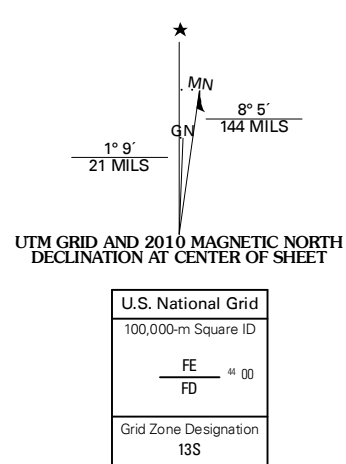 ★
MN
GN
8° 5´
144 MILS
1° 9´
21 MILS
UTM GRID AND 2010 MAGNETIC NORTH
DECLINATION AT CENTER OF SHEET
U.S. National Grid
100,000-m Square ID
FE
FD
44 00
Grid Zone Designation
13S